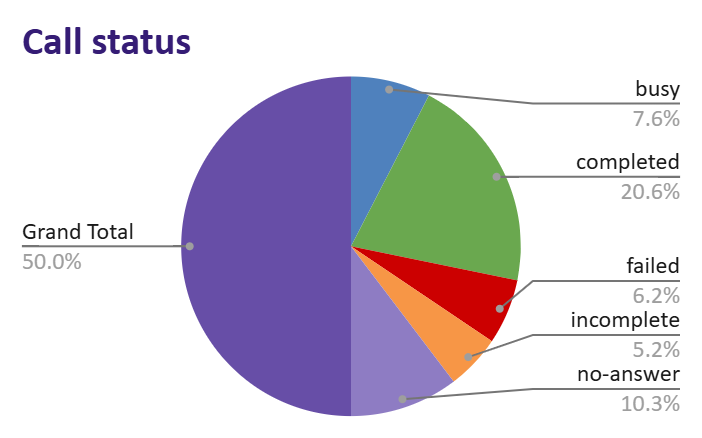 Call status
busy
7.6%
completed
20.6%
Grand Total
50.0%
failed
6.2%
incomplete
5.2%
no-answer
10.3%